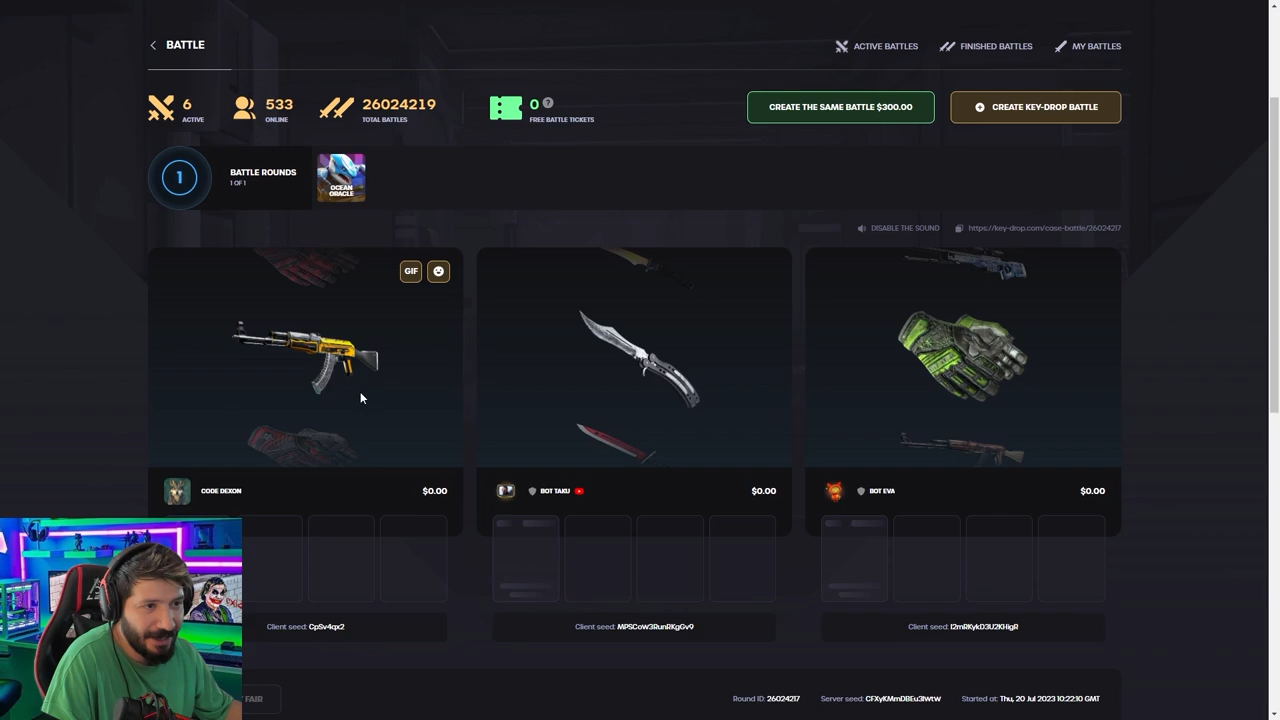 BATTLE
ACTIVE BATTLES
FINISHED BATTLES
MY BATTLES
6
ACTIVE
533
ONLINE
26024219
TOTAL BATTLES
0 ?
FREE BATTLE TICKETS
CREATE THE SAME BATTLE $300.00
CREATE KEY-DROP BATTLE
1
BATTLE ROUNDS
1 OF 1
OCEAN
ORACLE
DISABLE THE SOUND
https://key-drop.com/case-battle/26024217
GIF
CODE DEXON
$0.00
BOT TAKU
$0.00
BOT EVA
$0.00
Client seed: CpSv4qx2
Client seed: MPSCoW3RunRKgGv9
Client seed: I2mRKykD3U2KHigR
FAIR
Round ID: 26024217
Server seed: CFXyKMmDBEu3IWtW
Started at: Thu, 20 Jul 2023 10:22:10 GMT